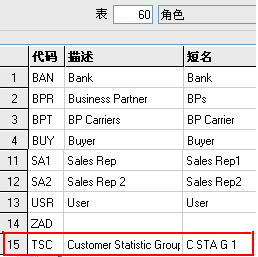 表 60 角色
代码 描述 短名
1 BAN Bank Bank
2 BPR Business Partner BPs
3 BPT BP Carriers BP Carrier
4 BUY Buyer Buyer
11 SA1 Sales Rep Sales Rep1
12 SA2 Sales Rep 2 Sales Rep2
13 USR User User
14 ZAD
15 TSC Customer Statistic Group C STA G 1